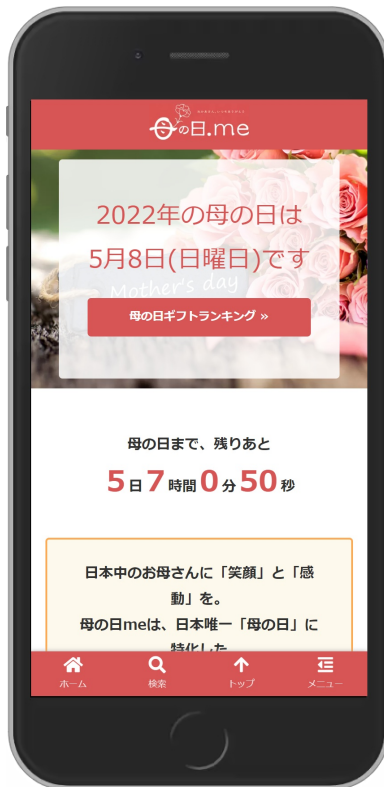 母の日.me
2022年の母の日は
5月8日(日曜日)です
Mother's day
母の日ギフトランキング »
母の日まで、残りあと
5日7時間0分50秒
日本中のお母さんに「笑顔」と「感
動」を。
母の日meは、日本唯一「母の日」に
特化した
ホーム
検索
トップ
メニュー